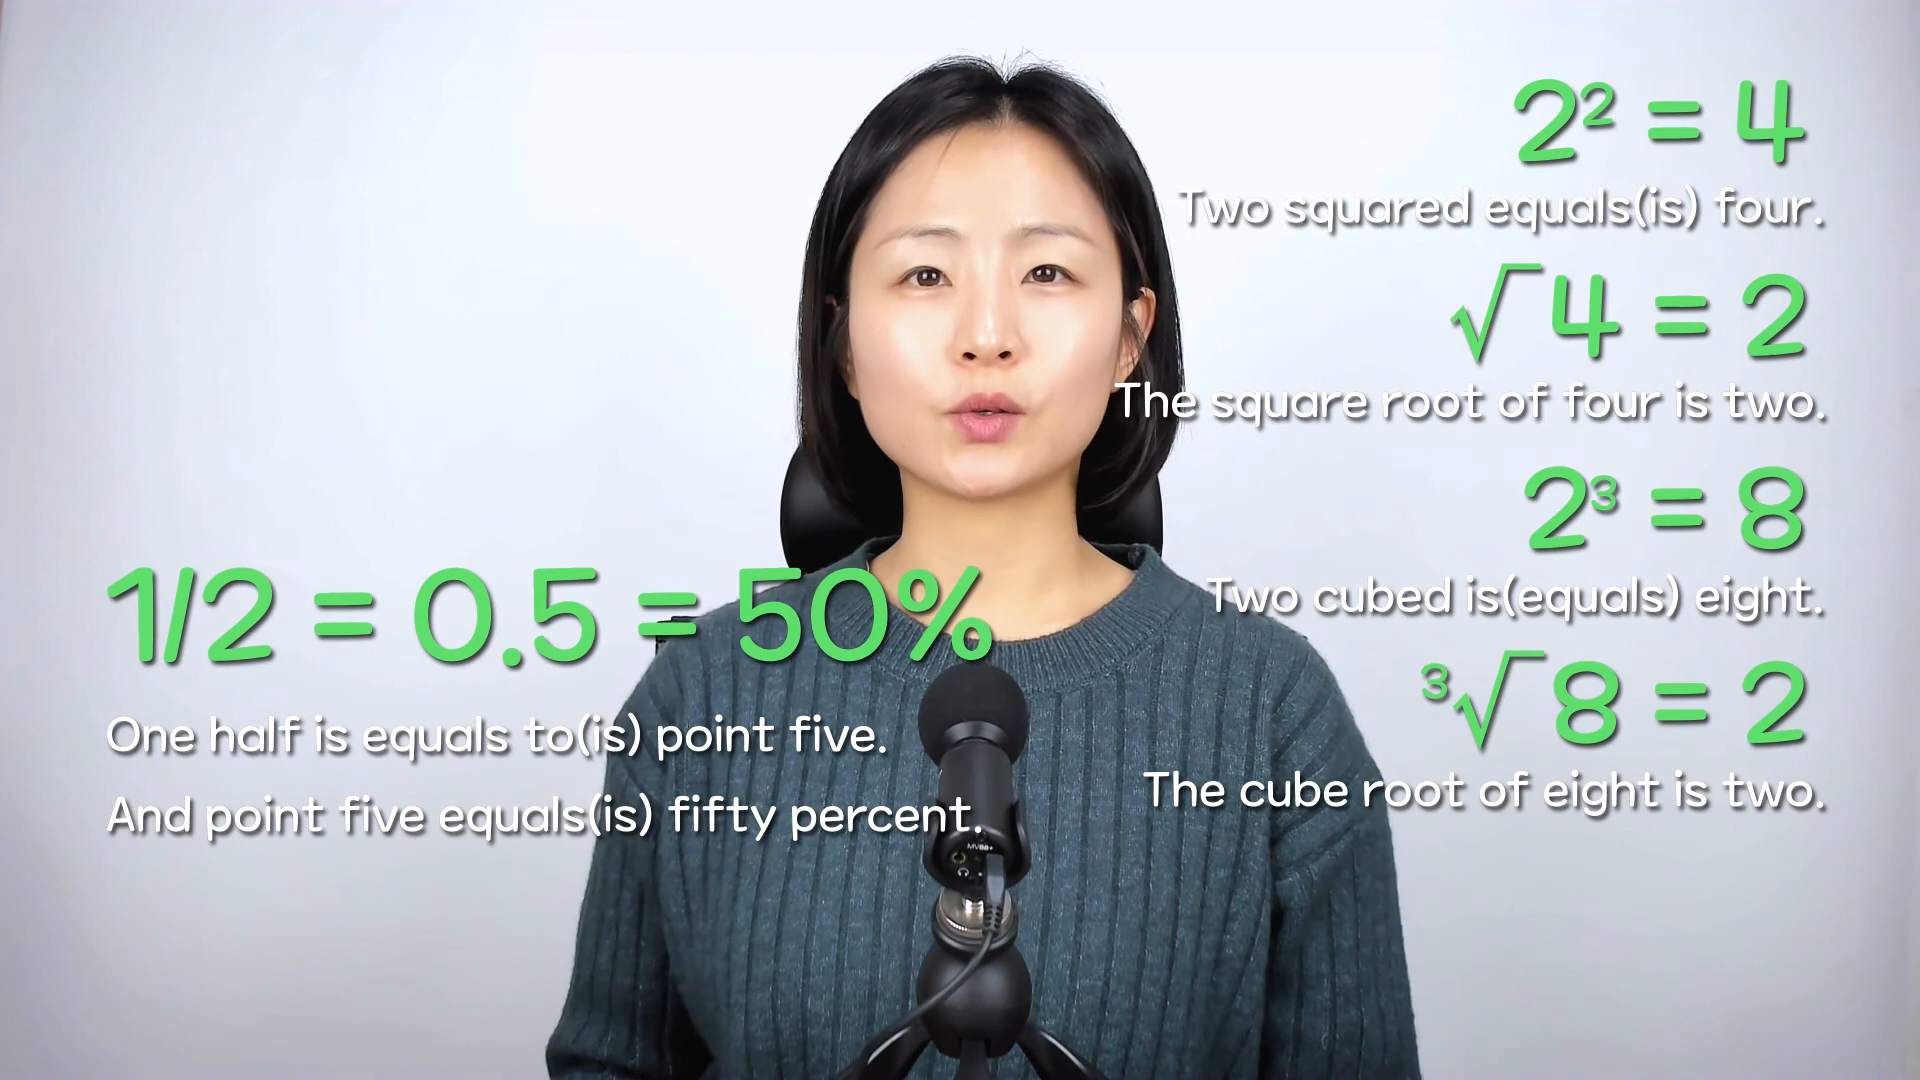 2² = 4
Two squared equals(is) four.
√4 = 2
The square root of four is two.
2³ = 8
Two cubed is(equals) eight.
³√8 = 2
The cube root of eight is two.
1/2 = 0.5 = 50%
One half is equals to(is) point five.
And point five equals(is) fifty percent.
MV88+